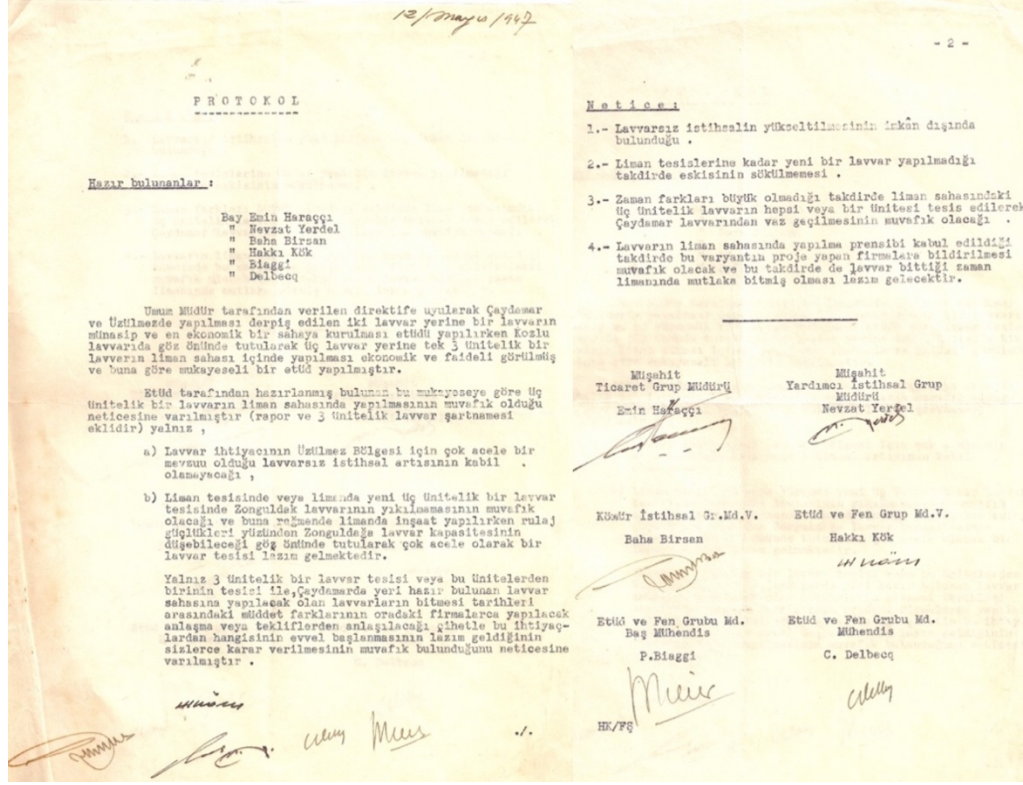 12/Mayıs/1947
PROTOKOL
Hazır bulunanlar :
Bay Emin Haraççı
" Nevzat Yerdel
" Baha Birsan
" Hakkı Kök
" Biaggi
" Delbecq
Umum Müdür tarafından verilen direktife uyularak Çaydamar
ve Üzülmezde yapılması derpiş edilen iki lavvar yerine bir lavvarın
münasip ve en ekonomik bir sahaya kurulması etüdü yapılırken Kozlu
lavvarıda göz önünde tutularak üç lavvar yerine tek 3 ünitelik bir
lavvarın liman sahası içinde yapılması ekonomik ve faideli görülmüş
ve buna göre mukayeseli bir etüd yapılmıştır.
Etüd tarafından hazırlanmış bulunan bu mukayeseye göre üç
ünitelik bir lavvarın liman sahasında yapılmasının muvafık olduğu
neticesine varılmıştır (rapor ve 3 ünitelik lavvar şartnamesi
eklidir) yalnız ,
a) Lavvar ihtiyacının Üzülmez Bölgesi için çok acele bir
mevzuu olduğu lavvarsız istihsal artışının kabil .
olamayacağı ,
b) Liman tesisinde veya limanda yeni üç ünitelik bir lavvar
tesisinde Zonguldak lavvarının yıkılmamasının muvafık
olacağı ve buna rağmende limanda inşaat yapılırken rulaj
güçlükleri yüzünden Zonguldağa lavvar kapasitesinin
düşebileceği göz önünde tutularak çok acele olarak bir
lavvar tesisi lazım gelmektedir.
Yalnız 3 ünitelik bir lavvar tesisi veya bu ünitelerden
birinin tesisi ile,Çaydamarda yeri hazır bulunan lavvar
sahasına yapılacak olan lavvarların bitmesi tarihleri
arasındaki müddet farklarının oradaki firmalarca yapılacak
anlaşma veya tekliflerden anlaşılacağı cihetle bu ihtiyaç-
lardan hangisinin evvel başlanmasının lazım geldiğinin
sizlerce karar verilmesinin muvafık bulunduğunu neticesine
varılmıştır .
./.
- 2 -
Netice:
1.- Lavvarsız istihsalin yükseltilmesinin imkân dışında
bulunduğu .
2.- Liman tesislerine kadar yeni bir lavvar yapılmadığı
takdirde eskisinin sökülmemesi .
3.- Zaman farkları büyük olmadığı takdirde liman sahasındaki
üç ünitelik lavvarın hepsi veya bir ünitesi tesis edilerek
Çaydamar lavvarından vaz geçilmesinin muvafık olacağı .
4.- Lavvarın liman sahasında yapılma prensibi kabul edildiği
takdirde bu varyantın proje yapan firmalara bildirilmesi
muvafık olacak ve bu takdirde de lavvar bittiği zaman
limanında mutlaka bitmiş olması lazım gelecektir.
Müşahit
Ticaret Grup Müdürü
Emin Haraççı
Müşahit
Yardımcı İstihsal Grup
Müdürü
Nevzat Yerdel
Kömür İstihsal Gr.Md.V.
Baha Birsan
Etüd ve Fen Grup Md.V.
Hakkı Kök
Etüd ve Fen Grubu Md.
Baş Mühendis
P.Biaggi
Etüd ve Fen Grubu Md.
Mühendis
C. Delbecq
HK/FŞ